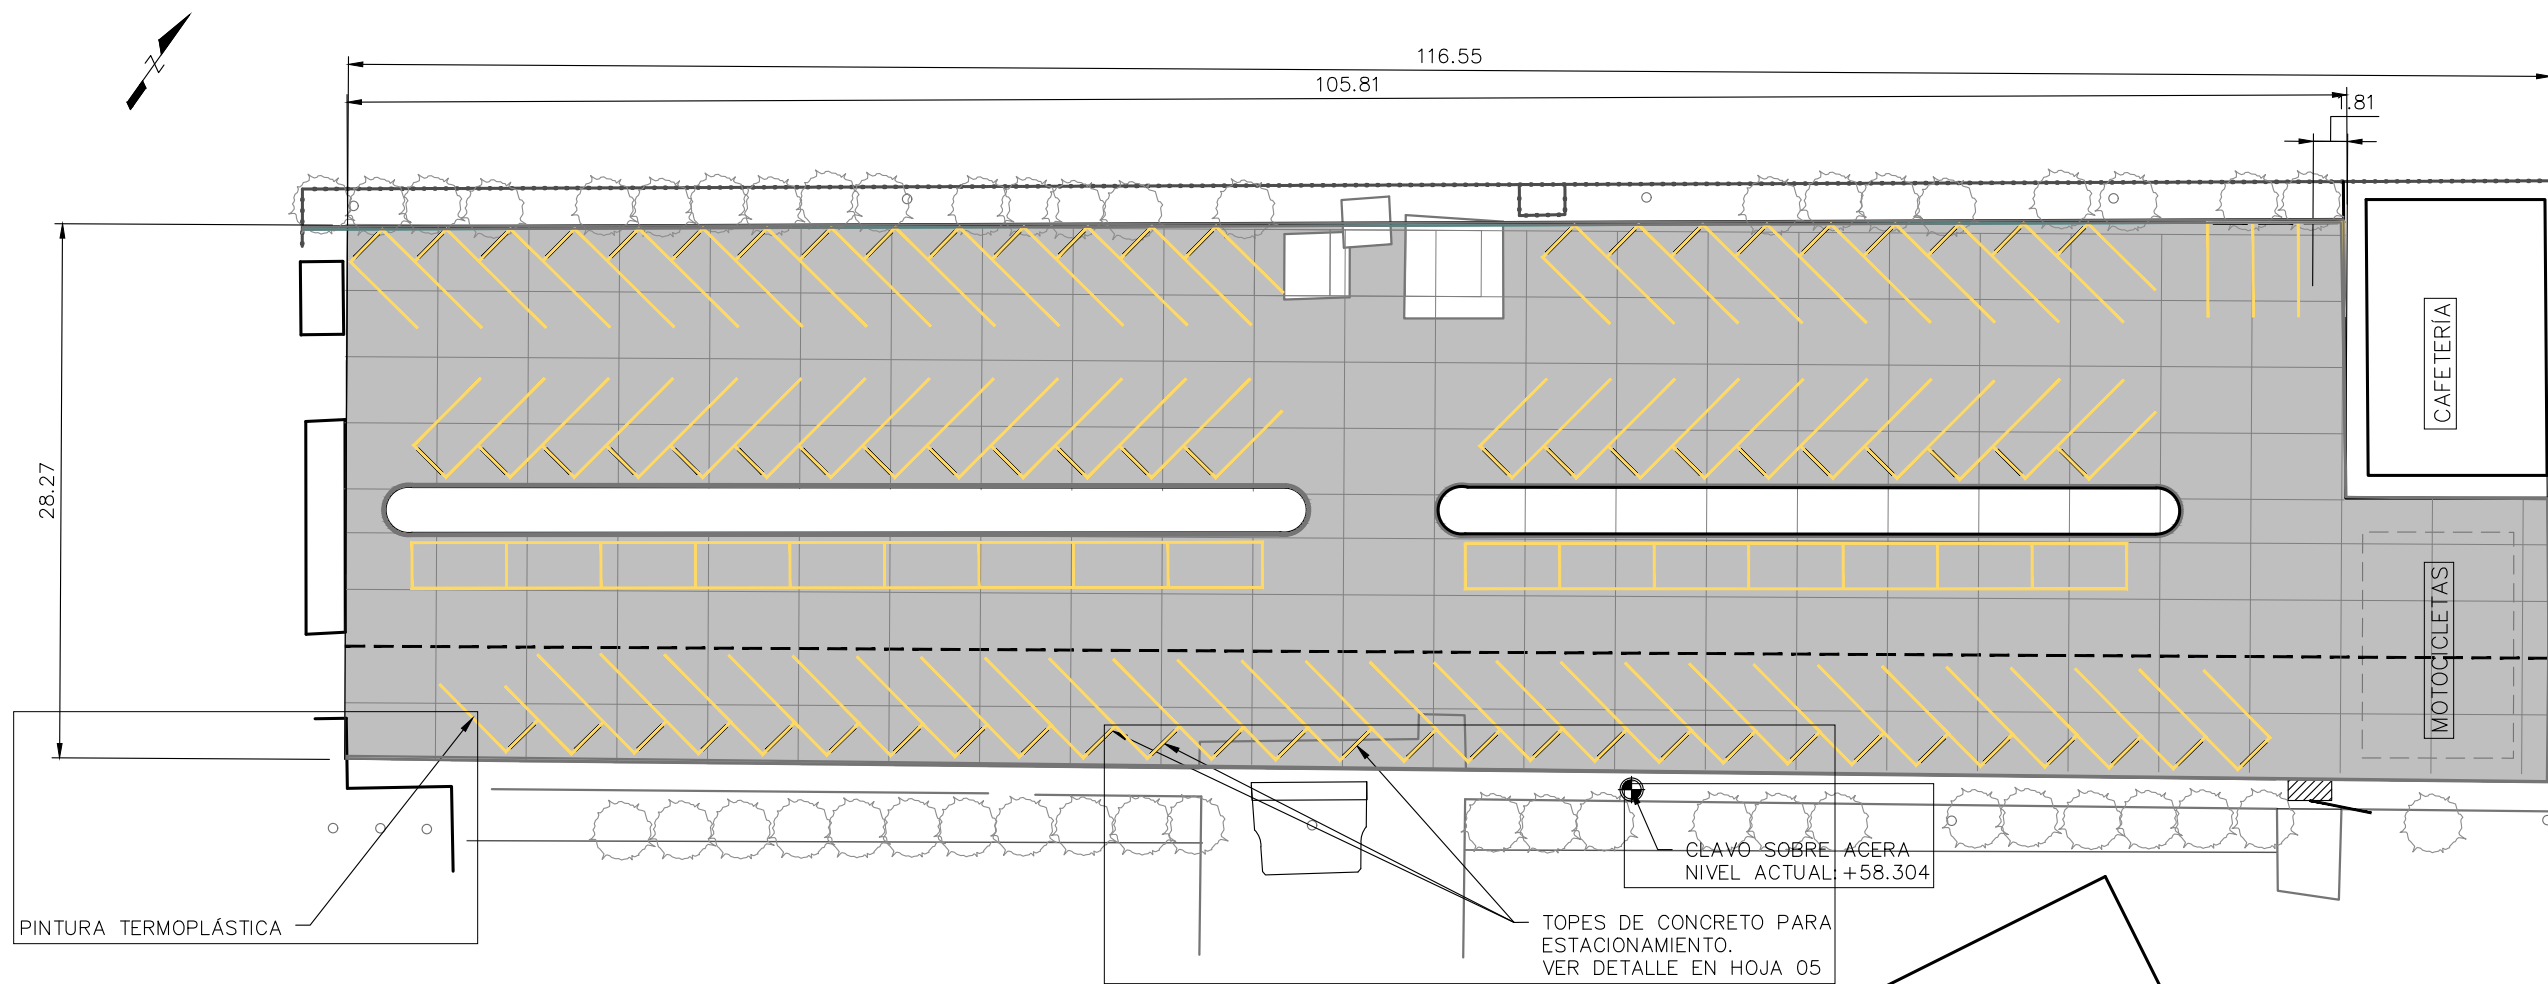 116.55
105.81
1.81
Z
28.27
CAFETERÍA
MOTOCICLETAS
CLAVO SOBRE ACERA
NIVEL ACTUAL:+58.304
PINTURA TERMOPLÁSTICA
TOPES DE CONCRETO PARA
ESTACIONAMIENTO.
VER DETALLE EN HOJA 05